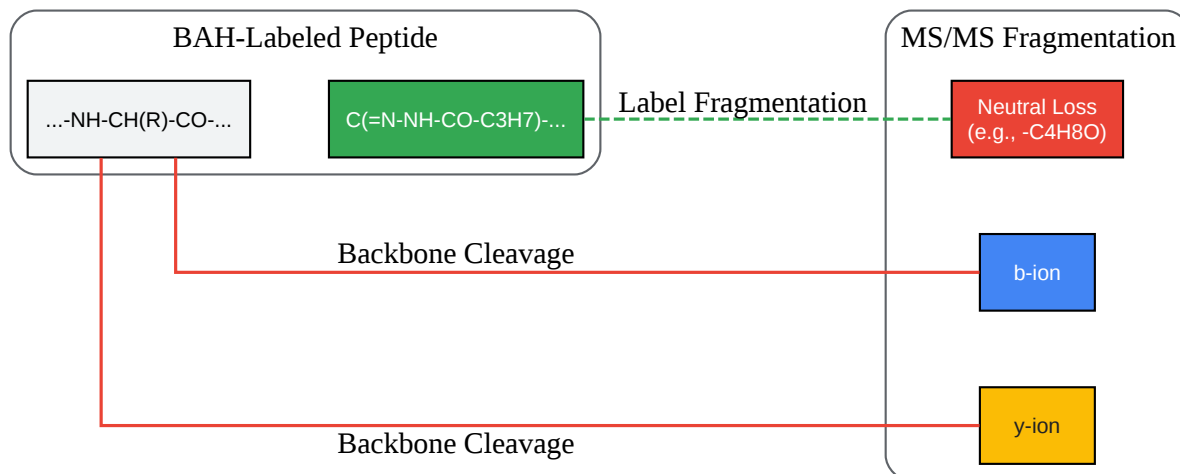 BAH-Labeled Peptide
MS/MS Fragmentation
...-NH-CH(R)-CO-...
C(=N-NH-CO-C3H7)-...
Label Fragmentation
Neutral Loss
(e.g., -C4H8O)
Backbone Cleavage
b-ion
Backbone Cleavage
y-ion